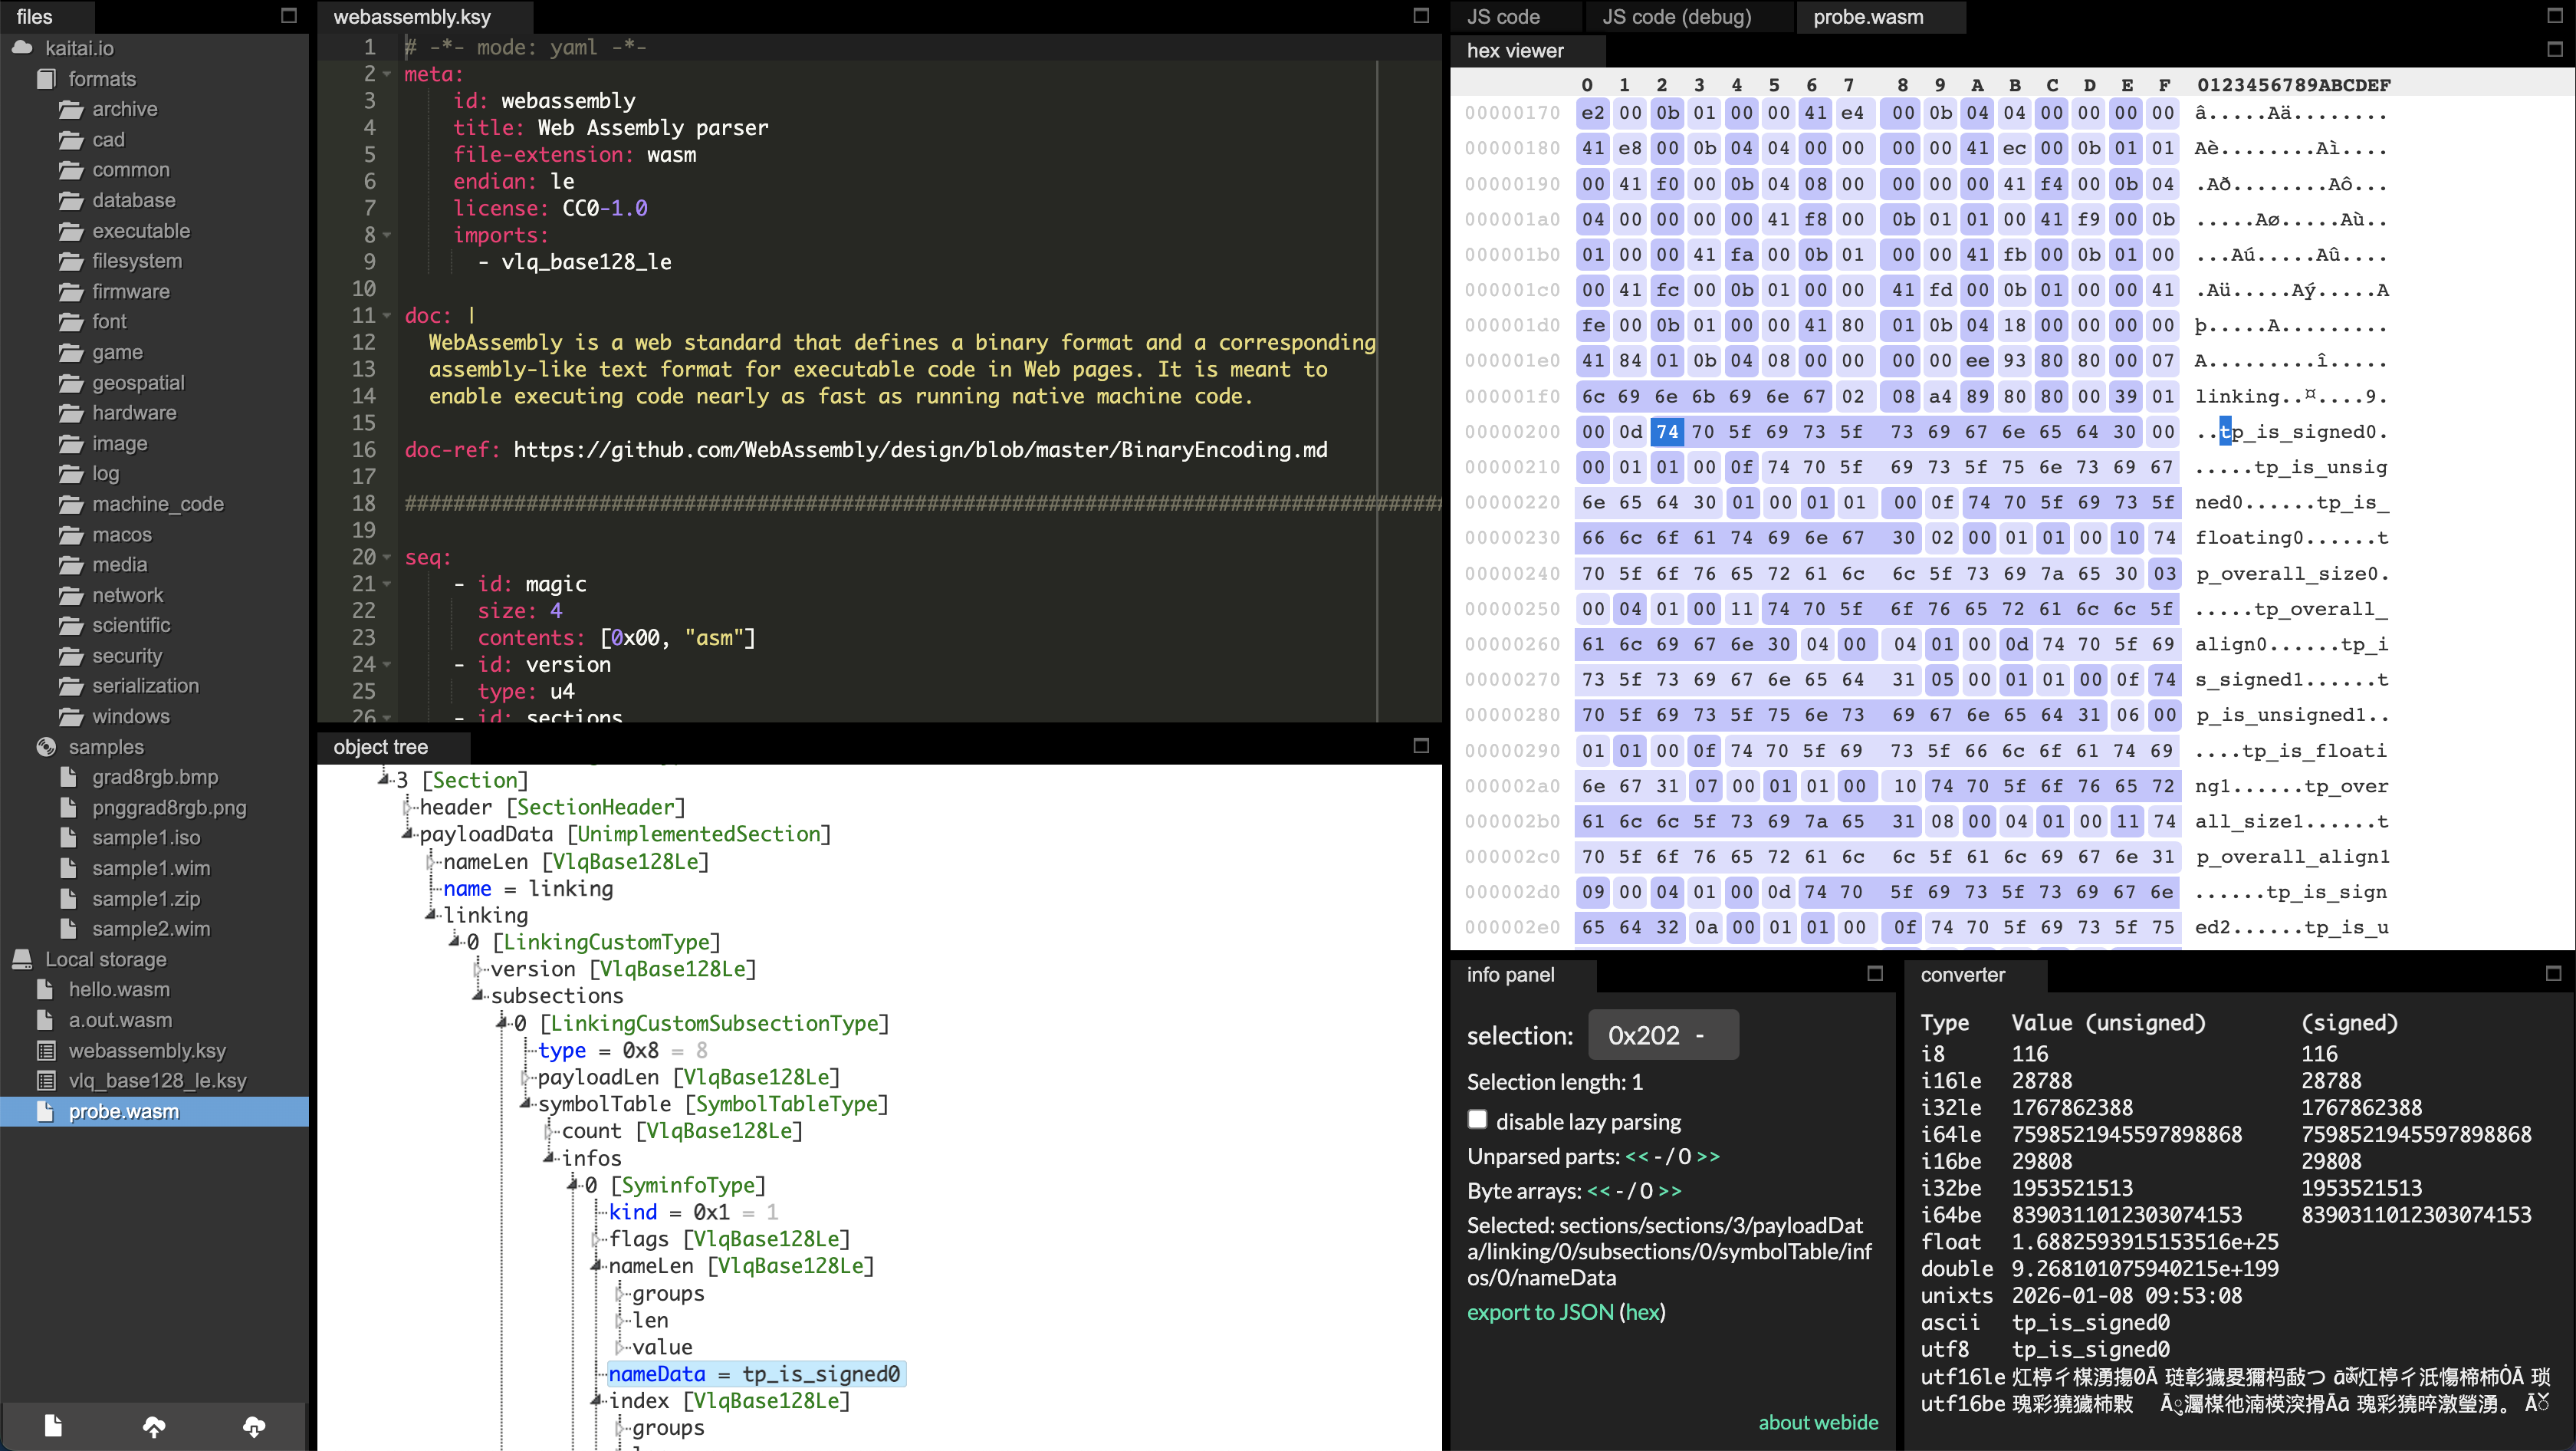 files
kaitai.io
formats
archive
cad
common
database
executable
filesystem
firmware
font
game
geospatial
hardware
image
log
machine_code
macos
media
network
scientific
security
serialization
windows
samples
grad8rgb.bmp
pnggrad8rgb.png
sample1.iso
sample1.wim
sample1.zip
sample2.wim
Local storage
hello.wasm
a.out.wasm
webassembly.ksy
vlq_base128_le.ksy
probe.wasm
webassembly.ksy
1 # -*- mode: yaml -*-
2 meta:
3 id: webassembly
4 title: Web Assembly parser
5 file-extension: wasm
6 endian: le
7 license: CC0-1.0
8 imports:
9 - vlq_base128_le
10
11 doc: |
12 WebAssembly is a web standard that defines a binary format and a corresponding
13 assembly-like text format for executable code in Web pages. It is meant to
14 enable executing code nearly as fast as running native machine code.
15
16 doc-ref: https://github.com/WebAssembly/design/blob/master/BinaryEncoding.md
17
18 ######################################################################################
19
20 seq:
21 - id: magic
22 size: 4
23 contents: [0x00, "asm"]
24 - id: version
25 type: u4
26 - id: sections
object tree
3 [Section]
header [SectionHeader]
payloadData [UnimplementedSection]
nameLen [VlqBase128Le]
name = linking
linking
0 [LinkingCustomType]
version [VlqBase128Le]
subsections
0 [LinkingCustomSubsectionType]
type = 0x8 = 8
payloadLen [VlqBase128Le]
symbolTable [SymbolTableType]
count [VlqBase128Le]
infos
0 [SyminfoType]
kind = 0x1 = 1
flags [VlqBase128Le]
nameLen [VlqBase128Le]
groups
len
value
nameData = tp_is_signed0
index [VlqBase128Le]
groups
JS code JS code (debug) probe.wasm
hex viewer
0 1 2 3 4 5 6 7 8 9 A B C D E F 0123456789ABCDEF
00000170 e2 00 0b 01 00 00 41 e4 00 0b 04 04 00 00 00 00 â.....Aä........
00000180 41 e8 00 0b 04 04 00 00 00 00 41 ec 00 0b 01 01 Aè........Aì....
00000190 00 41 f0 00 0b 04 08 00 00 00 00 41 f4 00 0b 04 .Að........Aô...
000001a0 04 00 00 00 00 41 f8 00 0b 01 01 00 41 f9 00 0b .....Aø.....Aù..
000001b0 01 00 00 41 fa 00 0b 01 00 00 41 fb 00 0b 01 00 ...Aú.....Aû....
000001c0 00 41 fc 00 0b 01 00 00 41 fd 00 0b 01 00 00 41 .Aü.....Aý.....A
000001d0 fe 00 0b 01 00 00 41 80 01 0b 04 18 00 00 00 00 þ.....A.........
000001e0 41 84 01 0b 04 08 00 00 00 00 ee 93 80 80 00 07 A.........î.....
000001f0 6c 69 6e 6b 69 6e 67 02 08 a4 89 80 80 00 39 01 linking..¤....9.
00000200 00 0d 74 70 5f 69 73 5f 73 69 67 6e 65 64 30 00 ..tp_is_signed0.
00000210 00 01 01 00 0f 74 70 5f 69 73 5f 75 6e 73 69 67 .....tp_is_unsig
00000220 6e 65 64 30 01 00 01 01 00 0f 74 70 5f 69 73 5f ned0......tp_is_
00000230 66 6c 6f 61 74 69 6e 67 30 02 00 01 01 00 10 74 floating0......t
00000240 70 5f 6f 76 65 72 61 6c 6c 5f 73 69 7a 65 30 03 p_overall_size0.
00000250 00 04 01 00 11 74 70 5f 6f 76 65 72 61 6c 6c 5f .....tp_overall_
00000260 61 6c 69 67 6e 30 04 00 04 01 00 0d 74 70 5f 69 align0......tp_i
00000270 73 5f 73 69 67 6e 65 64 31 05 00 01 01 00 0f 74 s_signed1......t
00000280 70 5f 69 73 5f 75 6e 73 69 67 6e 65 64 31 06 00 p_is_unsigned1..
00000290 01 01 00 0f 74 70 5f 69 73 5f 66 6c 6f 61 74 69 ....tp_is_floati
000002a0 6e 67 31 07 00 01 01 00 10 74 70 5f 6f 76 65 72 ng1......tp_over
000002b0 61 6c 6c 5f 73 69 7a 65 31 08 00 04 01 00 11 74 all_size1......t
000002c0 70 5f 6f 76 65 72 61 6c 6c 5f 61 6c 69 67 6e 31 p_overall_align1
000002d0 09 00 04 01 00 0d 74 70 5f 69 73 5f 73 69 67 6e ......tp_is_sign
000002e0 65 64 32 0a 00 01 01 00 0f 74 70 5f 69 73 5f 75 ed2......tp_is_u
info panel
selection: 0x202 -
Selection length: 1
disable lazy parsing
Unparsed parts: << - / 0 >>
Byte arrays: << - / 0 >>
Selected: sections/sections/3/payloadDat
a/linking/0/subsections/0/symbolTable/inf
os/0/nameData
export to JSON (hex)
about webide
converter
Type Value (unsigned) (signed)
i8 116 116
i16le 28788 28788
i32le 1767862388 1767862388
i64le 7598521945597898868 7598521945597898868
i16be 29808 29808
i32be 1953521513 1953521513
i64be 8390311012303074153 8390311012303074153
float 1.6882593915153516e+25
double 9.268101075940215e+199
unixts 2026-01-08 09:53:08
ascii tp_is_signed0
utf8 tp_is_signed0
utf16le
utf16be